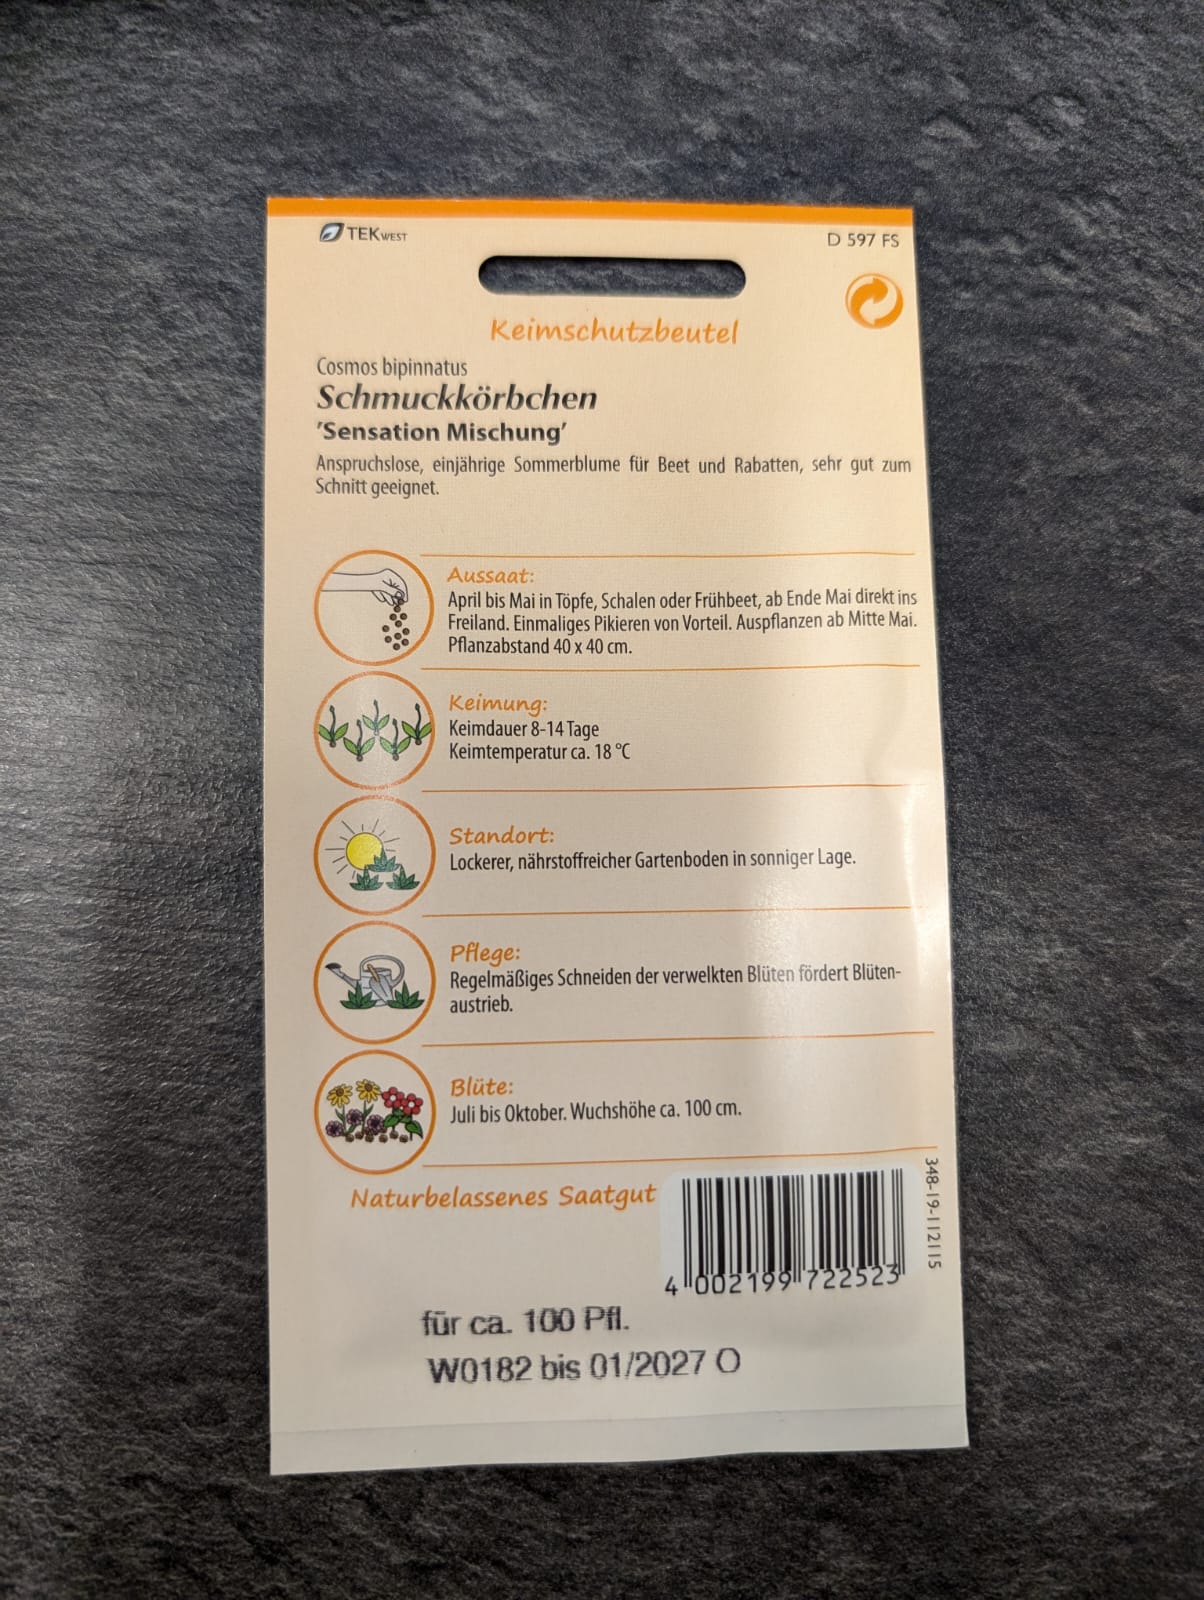 TEKWEST
D 597 FS
Keimschutzbeutel
Cosmos bipinnatus
Schmuckkörbchen
'Sensation Mischung'
Anspruchslose, einjährige Sommerblume für Beet und Rabatten, sehr gut zum
Schnitt geeignet.
Aussaat:
April bis Mai in Töpfe, Schalen oder Frühbeet, ab Ende Mai direkt ins
Freiland. Einmaliges Pikieren von Vorteil. Auspflanzen ab Mitte Mai.
Pflanzabstand 40 x 40 cm.
Keimung:
Keimdauer 8-14 Tage
Keimtemperatur ca. 18 °C
Standort:
Lockerer, nährstoffreicher Gartenboden in sonniger Lage.
Pflege:
Regelmäßiges Schneiden der verwelkten Blüten fördert Blüten-
austrieb.
Blüte:
Juli bis Oktober. Wuchshöhe ca. 100 cm.
Naturbelassenes Saatgut
348-19-112115
4 002199 722523
für ca. 100 Pfl.
W0182 bis 01/2027 O